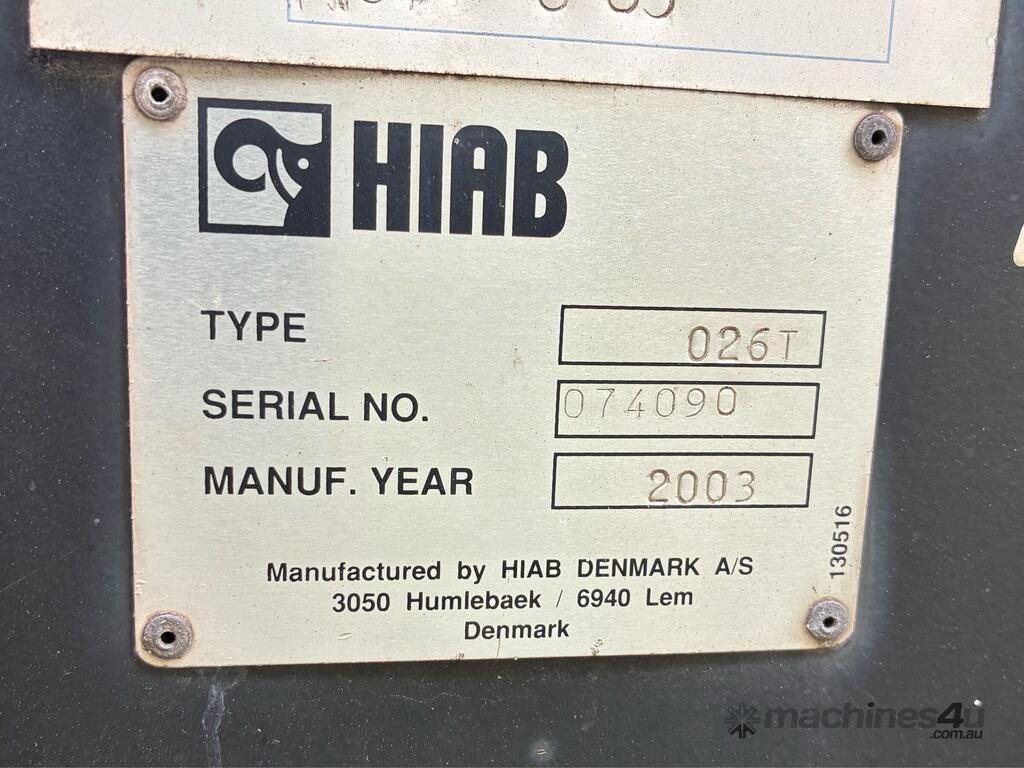 HIAB
TYPE 026T
SERIAL NO. 074090
MANUF. YEAR 2003
130516
Manufactured by HIAB DENMARK A/S
3050 Humlebaek / 6940 Lem
Denmark
machines4u
.com.au